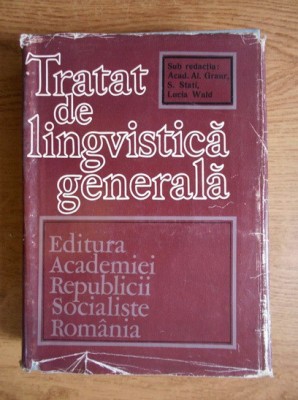 Sub redacția:
Acad. Al. Graur,
S. Stati,
Lucia Wald
Tratat
de
lingvistică
generală
Editura
Academiei
Republicii
Socialiste
România